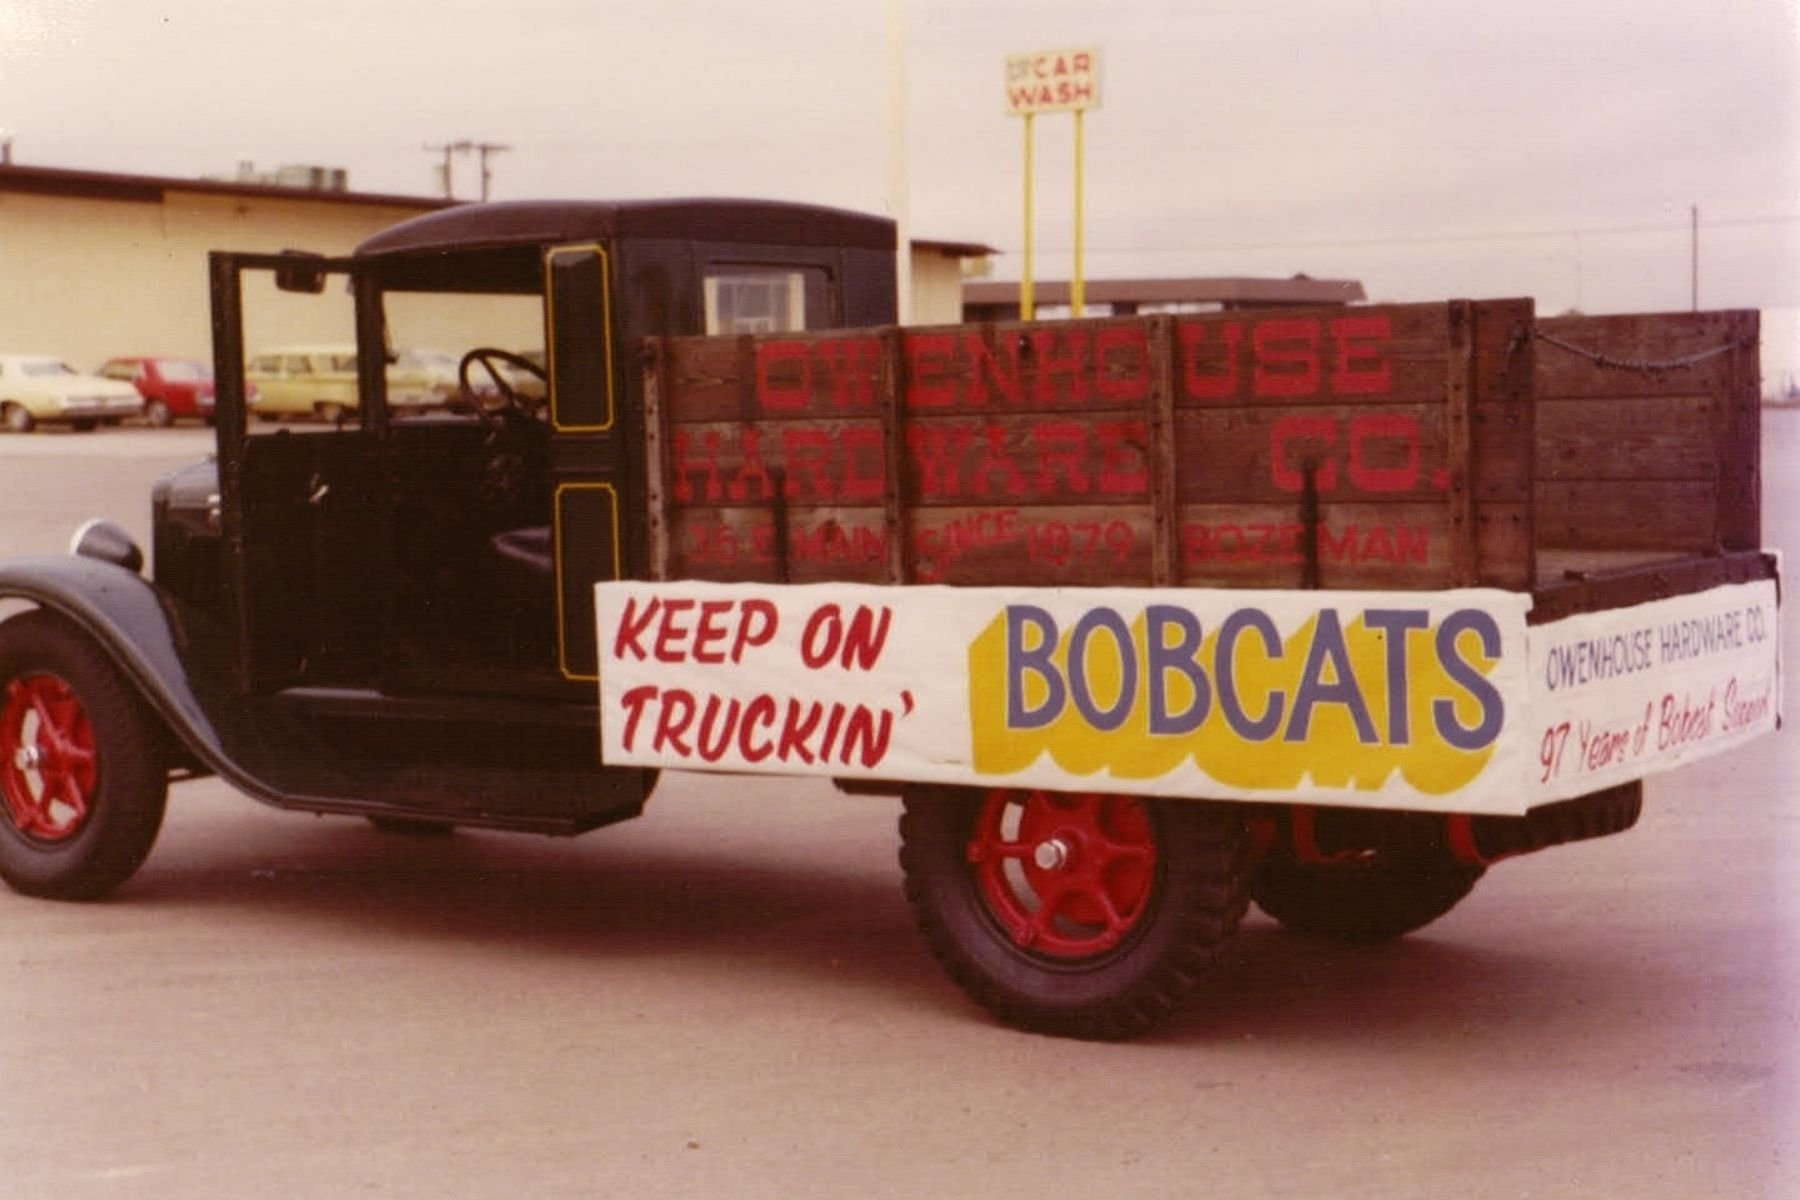 CAR
WASH
OWENHOUSE
HARDWARE CO.
36 E MAIN SINCE 1879 BOZEMAN
KEEP ON
TRUCKIN'
BOBCATS
OWENHOUSE HARDWARE CO.
97 Years of Bobcat Support